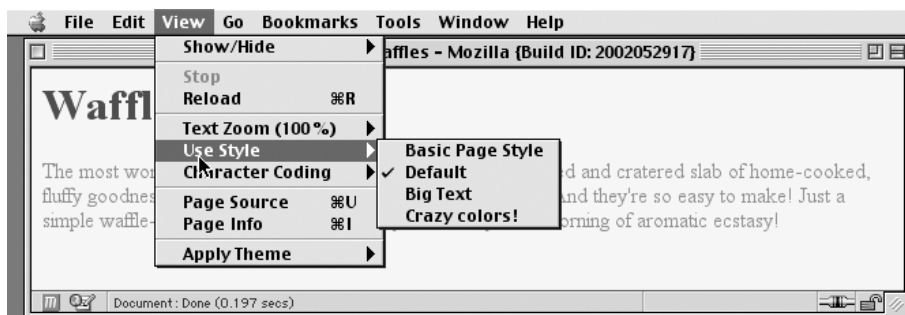 File Edit View Go Bookmarks Tools Window Help
affles - Mozilla {Build ID: 2002052917}
Show/Hide
Stop
Reload ⌘R
Text Zoom (100%)
Use Style
Character Coding
Page Source ⌘U
Page Info ⌘I
Apply Theme
Basic Page Style
✓ Default
Big Text
Crazy colors!
Waffl
The most wor ed and cratered slab of home-cooked,
fluffy goodnes And they're so easy to make! Just a
simple waffle- orning of aromatic ecstasy!
Document: Done (0.197 secs)